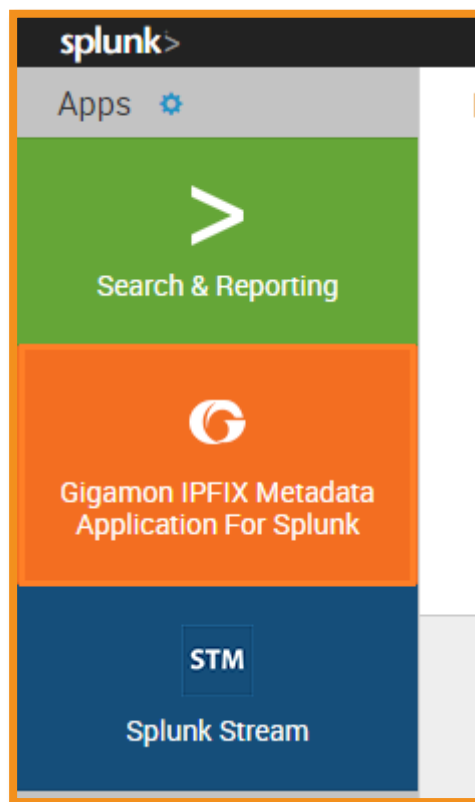 splunk>
Apps
>
Search & Reporting
G
Gigamon IPFIX Metadata
Application For Splunk
STM
Splunk Stream